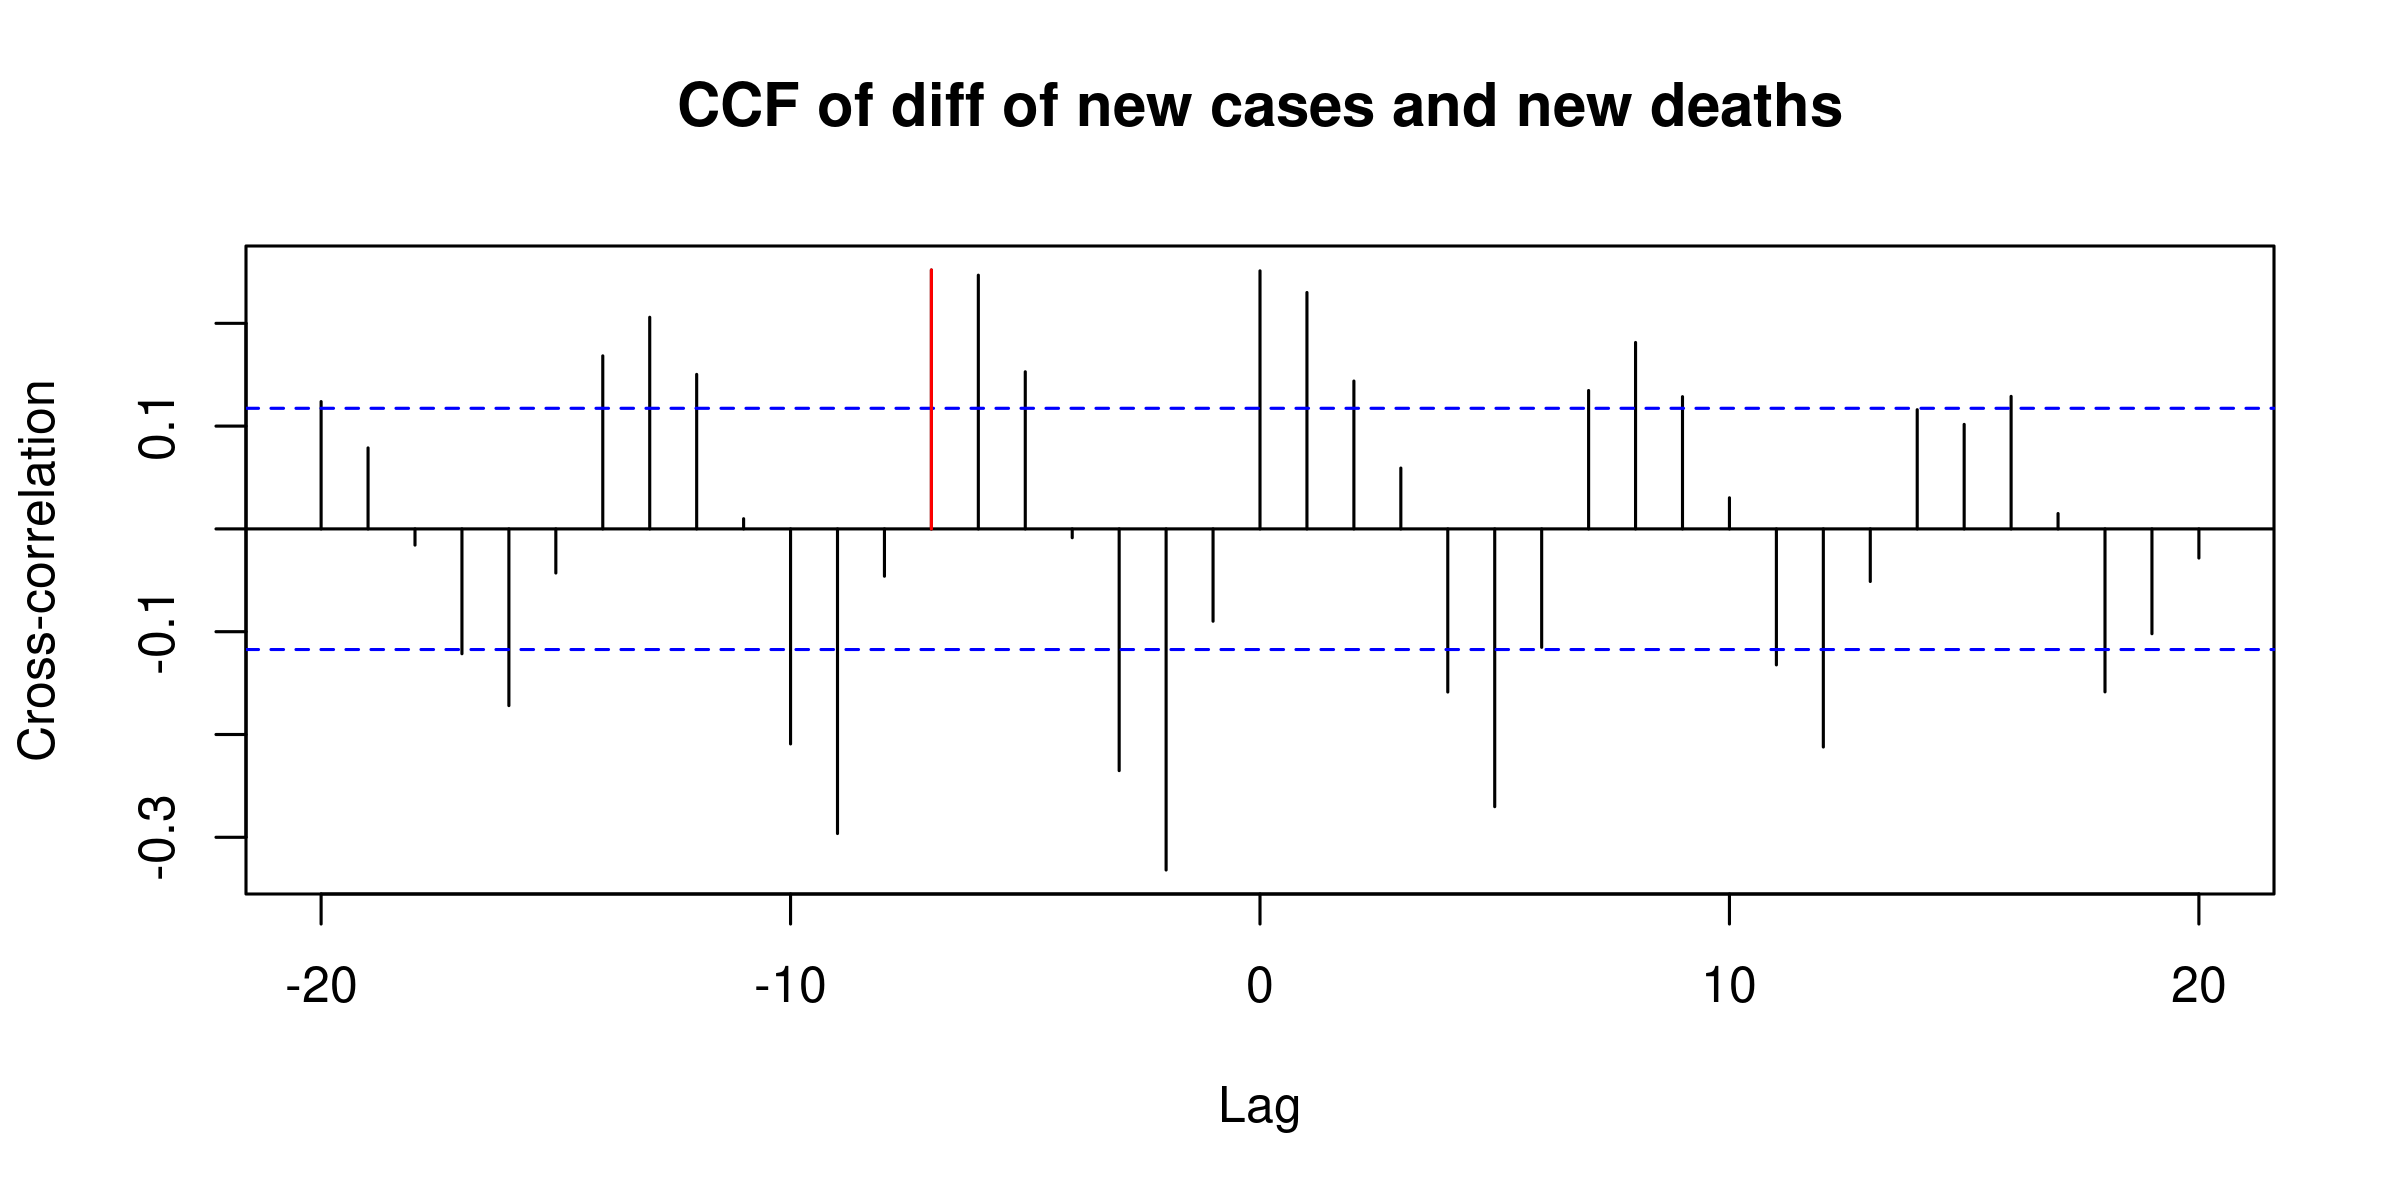 CCF of diff of new cases and new deaths
Cross-correlation
0.1
-0.1
-0.3
-20 -10 0 10 20
Lag